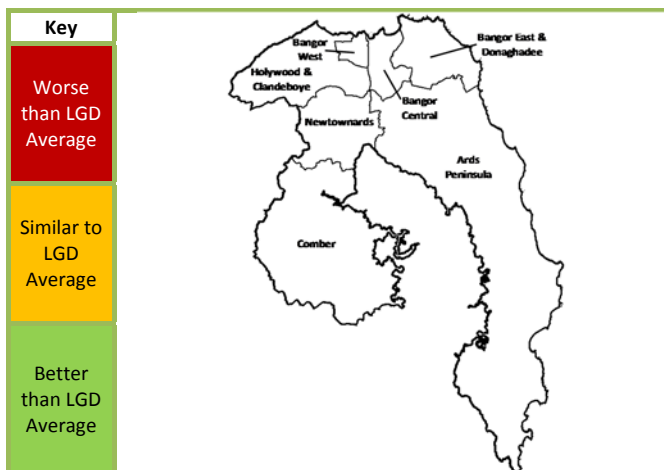 Key
Worse
than LGD
Average
Similar to
LGD
Average
Better
than LGD
Average
Bangor
West
Bangor East &
Donaghadee
Holywood &
Clandeboye
Bangor
Central
Newtownards
Ards
Peninsula
Comber